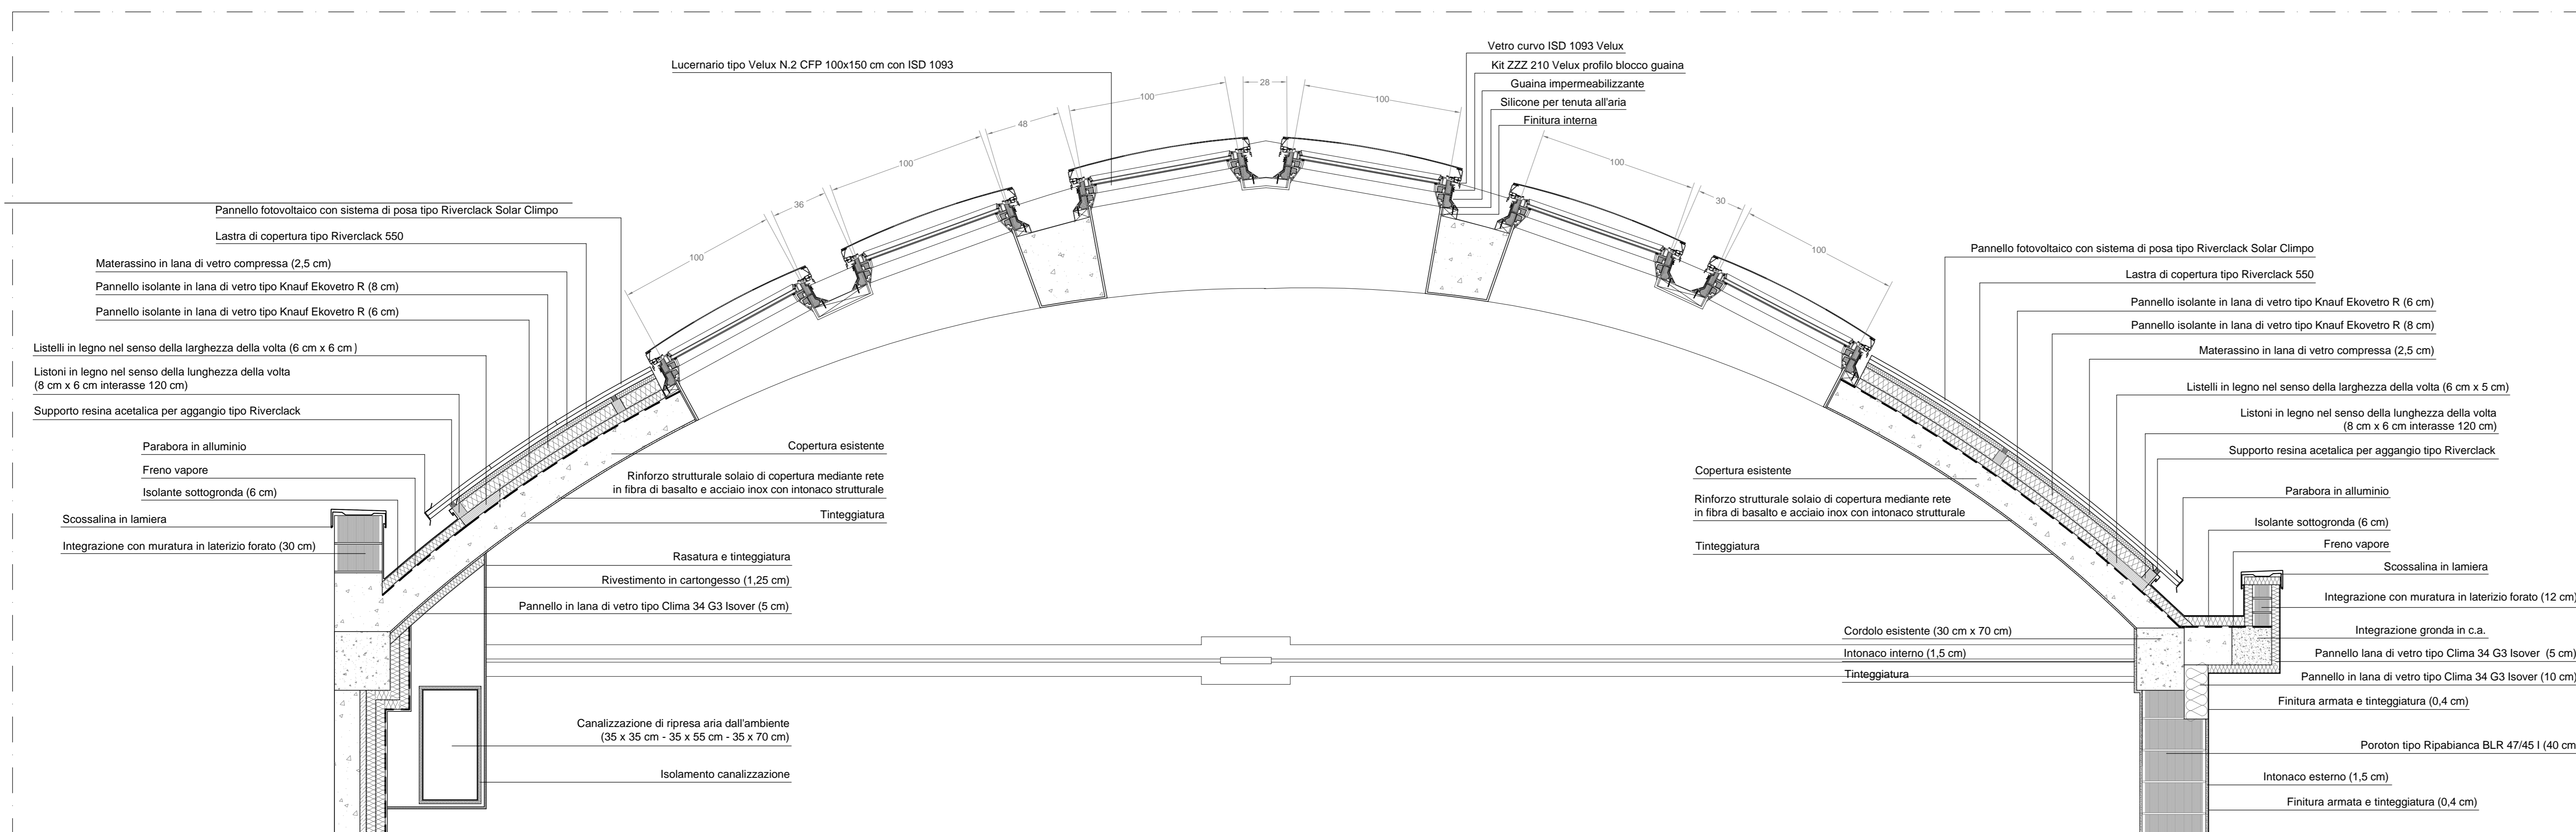 Lucernario tipo Velux N.2 CFP 100x150 cm con ISD 1093
Vetro curvo ISD 1093 Velux
Kit ZZZ 210 Velux profilo blocco guaina
Guaina impermeabilizzante
Silicone per tenuta all'aria
Finitura interna
100
36
100
48
100
28
100
100
30
100
Pannello fotovoltaico con sistema di posa tipo Riverclack Solar Climpo
Lastra di copertura tipo Riverclack 550
Materassino in lana di vetro compressa (2,5 cm)
Pannello isolante in lana di vetro tipo Knauf Ekovetro R (8 cm)
Pannello isolante in lana di vetro tipo Knauf Ekovetro R (6 cm)
Listelli in legno nel senso della larghezza della volta (6 cm x 6 cm)
Listoni in legno nel senso della lunghezza della volta
(8 cm x 6 cm interasse 120 cm)
Supporto resina acetalica per aggangio tipo Riverclack
Parabora in alluminio
Freno vapore
Isolante sottogronda (6 cm)
Scossalina in lamiera
Integrazione con muratura in laterizio forato (30 cm)
Copertura esistente
Rinforzo strutturale solaio di copertura mediante rete
in fibra di basalto e acciaio inox con intonaco strutturale
Tinteggiatura
Rasatura e tinteggiatura
Rivestimento in cartongesso (1,25 cm)
Pannello in lana di vetro tipo Clima 34 G3 Isover (5 cm)
Canalizzazione di ripresa aria dall'ambiente
(35 x 35 cm - 35 x 55 cm - 35 x 70 cm)
Isolamento canalizzazione
Pannello fotovoltaico con sistema di posa tipo Riverclack Solar Climpo
Lastra di copertura tipo Riverclack 550
Pannello isolante in lana di vetro tipo Knauf Ekovetro R (6 cm)
Pannello isolante in lana di vetro tipo Knauf Ekovetro R (8 cm)
Materassino in lana di vetro compressa (2,5 cm)
Listelli in legno nel senso della larghezza della volta (6 cm x 5 cm)
Listoni in legno nel senso della lunghezza della volta
(8 cm x 6 cm interasse 120 cm)
Supporto resina acetalica per aggangio tipo Riverclack
Parabora in alluminio
Isolante sottogronda (6 cm)
Freno vapore
Scossalina in lamiera
Integrazione con muratura in laterizio forato (12 cm)
Integrazione gronda in c.a.
Pannello lana di vetro tipo Clima 34 G3 Isover (5 cm)
Pannello in lana di vetro tipo Clima 34 G3 Isover (10 cm)
Finitura armata e tinteggiatura (0,4 cm)
Poroton tipo Ripabianca BLR 47/45 I (40 cm
Intonaco esterno (1,5 cm)
Finitura armata e tinteggiatura (0,4 cm)
Copertura esistente
Rinforzo strutturale solaio di copertura mediante rete
in fibra di basalto e acciaio inox con intonaco strutturale
Tinteggiatura
Cordolo esistente (30 cm x 70 cm)
Intonaco interno (1,5 cm)
Tinteggiatura